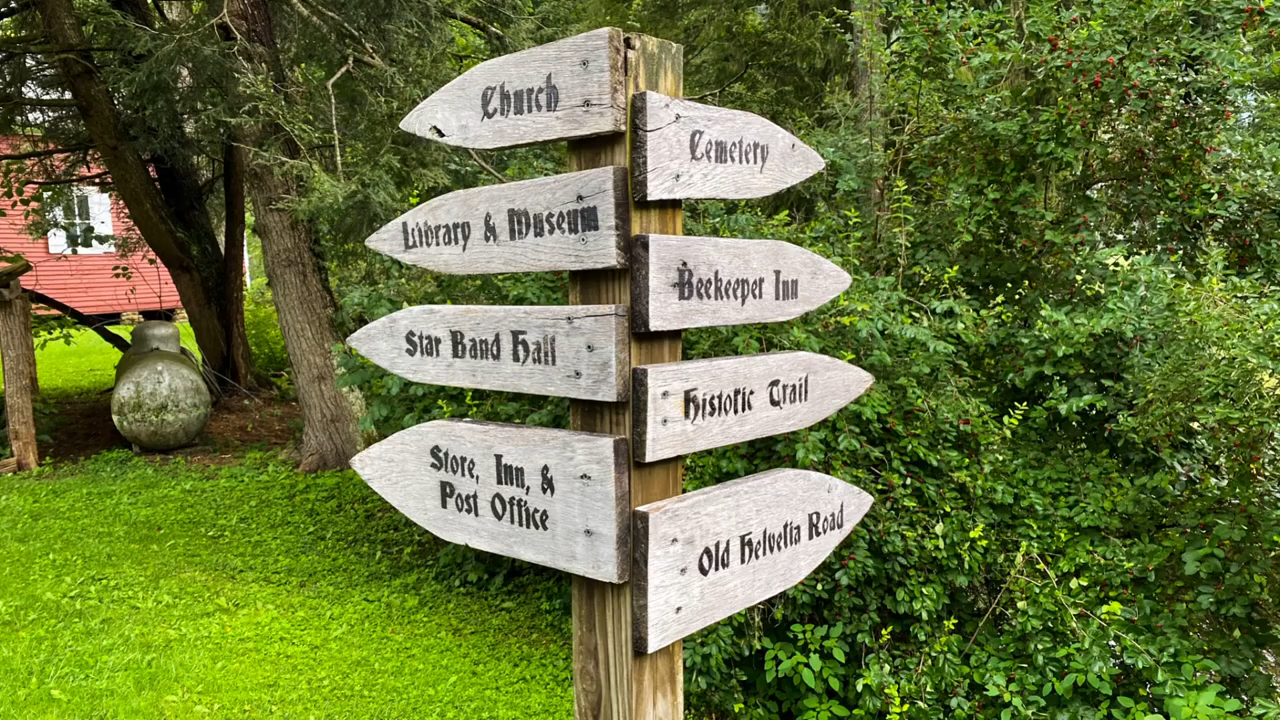 Church
Cemetery
Library & Museum
Beekeeper Inn
Star Band Hall
Historic Trail
Store, Inn, &
Post Office
Old Helvetia Road